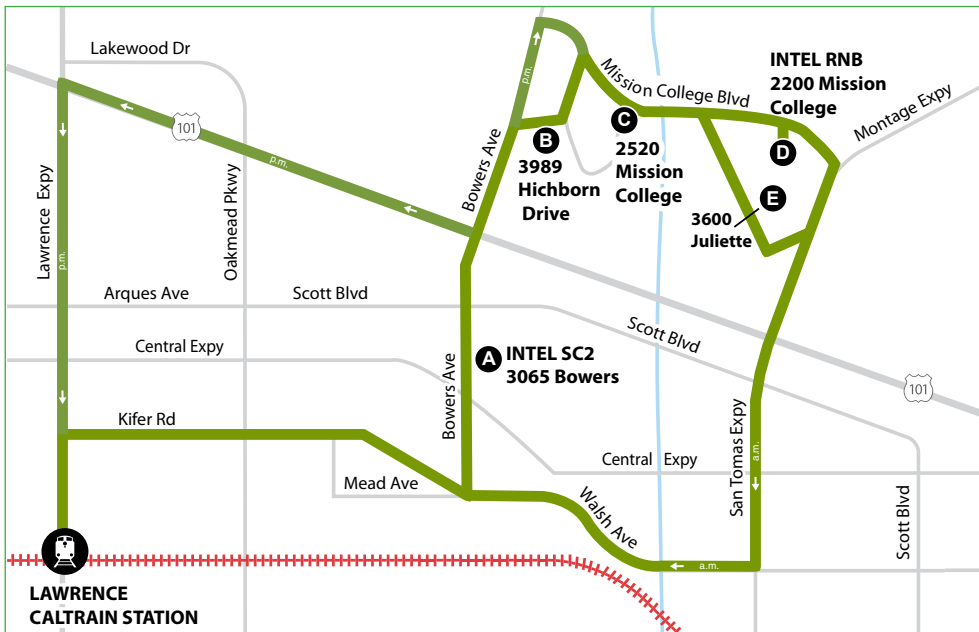 Lakewood Dr
101
p.m.
Lawrence Expy
p.m.
Oakmead Pkwy
p.m.
Bowers Ave
B
3989
Hichborn
Drive
C
2520
Mission
College
Mission College Blvd
INTEL RNB
2200 Mission
College
D
Montage Expy
E
3600
Juliette
Arques Ave
Scott Blvd
Scott Blvd
Central Expy
A
INTEL SC2
3065 Bowers
101
Bowers Ave
Kifer Rd
Mead Ave
Central Expy
San Tomas Expy
a.m.
Walsh Ave
a.m.
Scott Blvd
LAWRENCE
CALTRAIN STATION